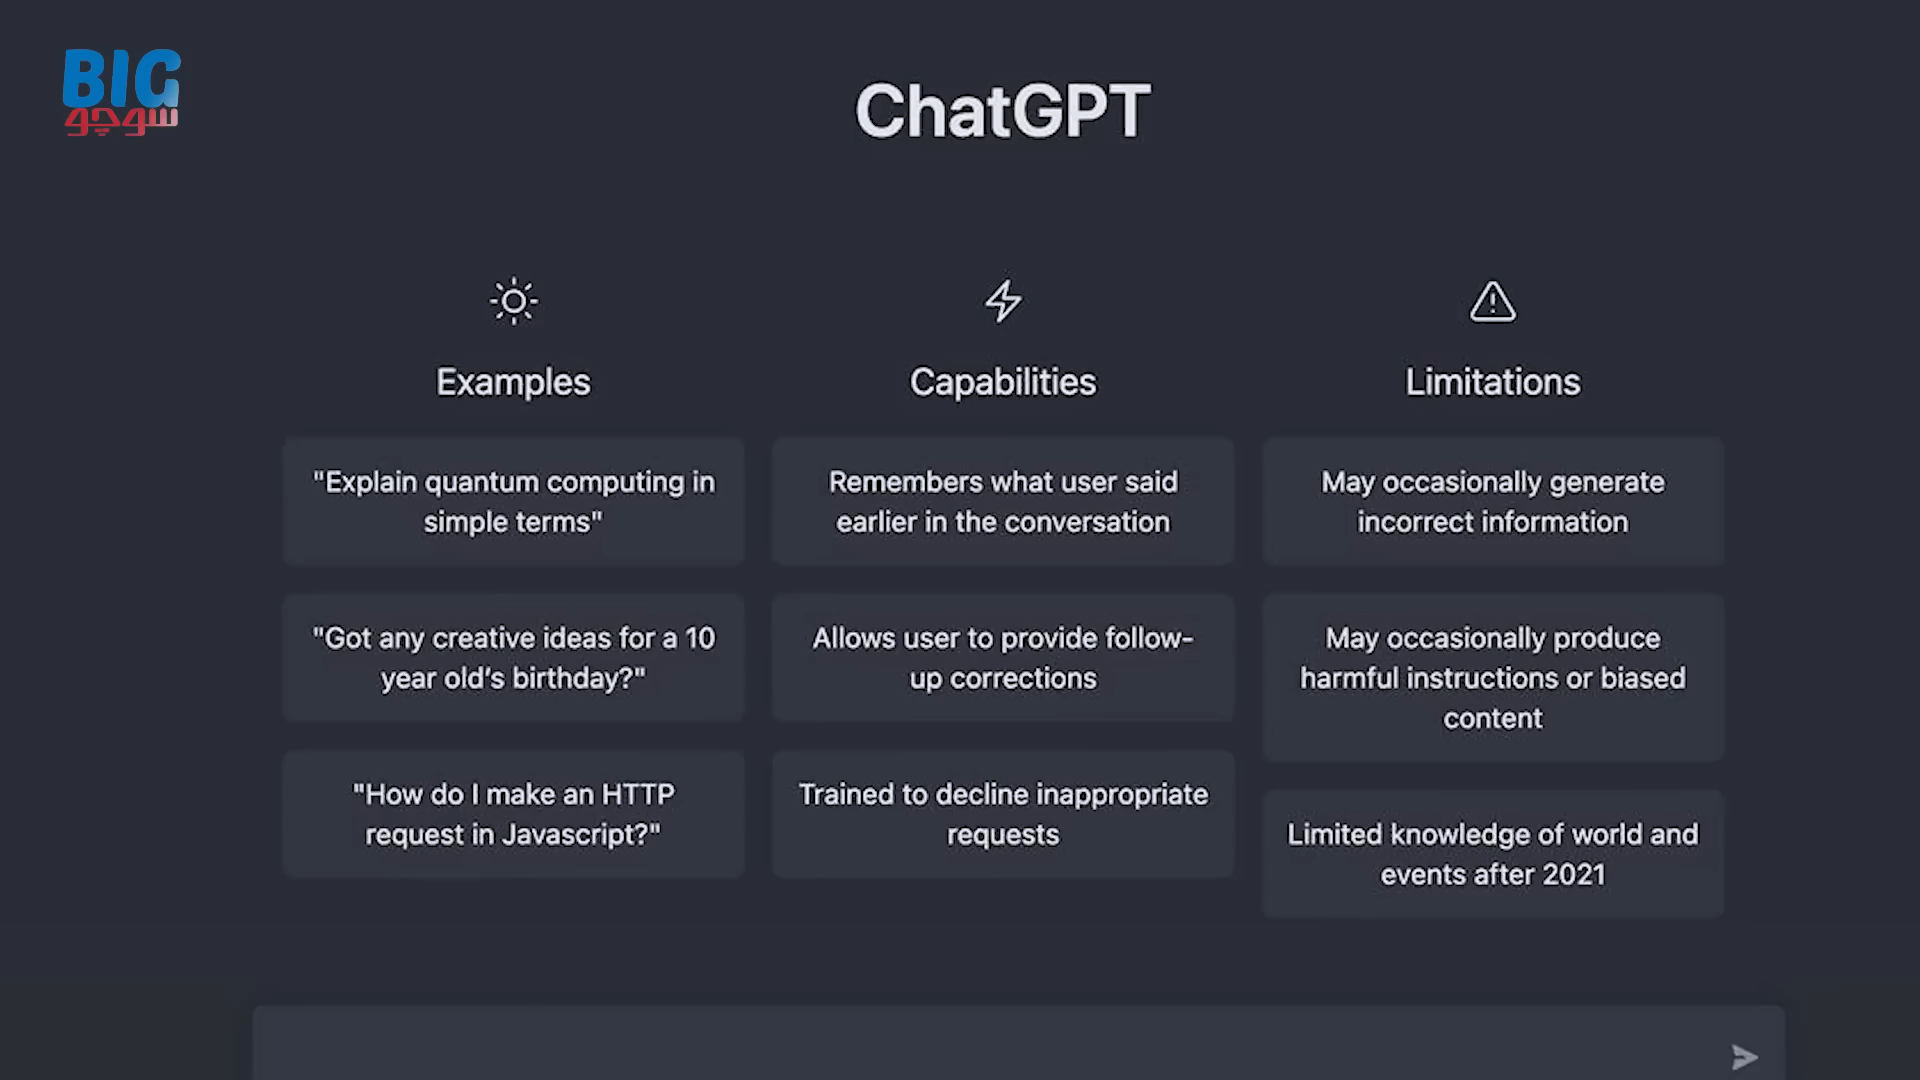 BIG
سوچو
ChatGPT
Examples
"Explain quantum computing in
simple terms"
"Got any creative ideas for a 10
year old’s birthday?"
"How do I make an HTTP
request in Javascript?"
Capabilities
Remembers what user said
earlier in the conversation
Allows user to provide follow-
up corrections
Trained to decline inappropriate
requests
Limitations
May occasionally generate
incorrect information
May occasionally produce
harmful instructions or biased
content
Limited knowledge of world and
events after 2021